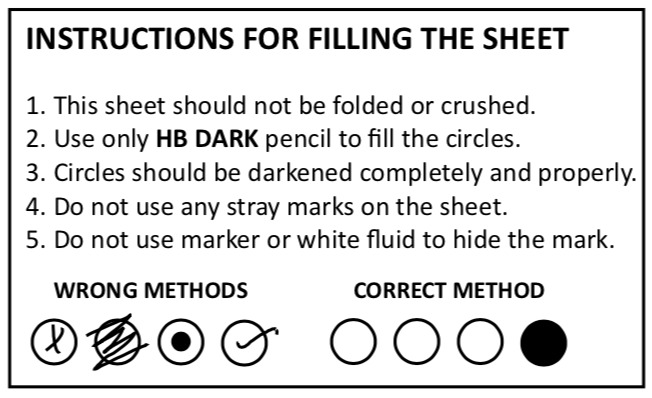 INSTRUCTIONS FOR FILLING THE SHEET
1. This sheet should not be folded or crushed.
2. Use only HB DARK pencil to fill the circles.
3. Circles should be darkened completely and properly.
4. Do not use any stray marks on the sheet.
5. Do not use marker or white fluid to hide the mark.
WRONG METHODS CORRECT METHOD